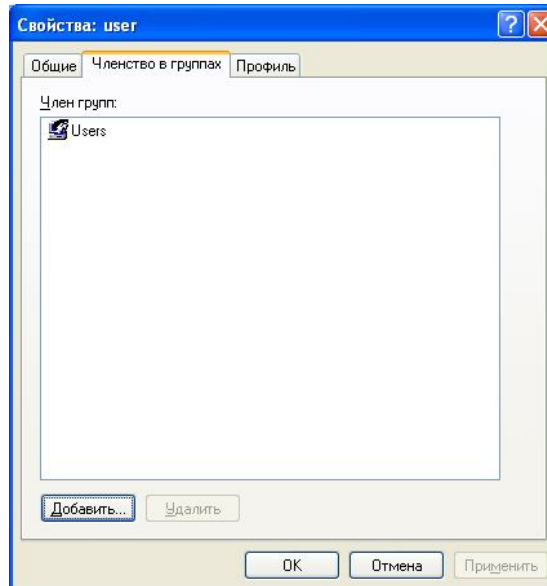 Свойства: user
Общие Членство в группах Профиль
Член групп:
Users
Добавить... Удалить
OK Отмена Применить